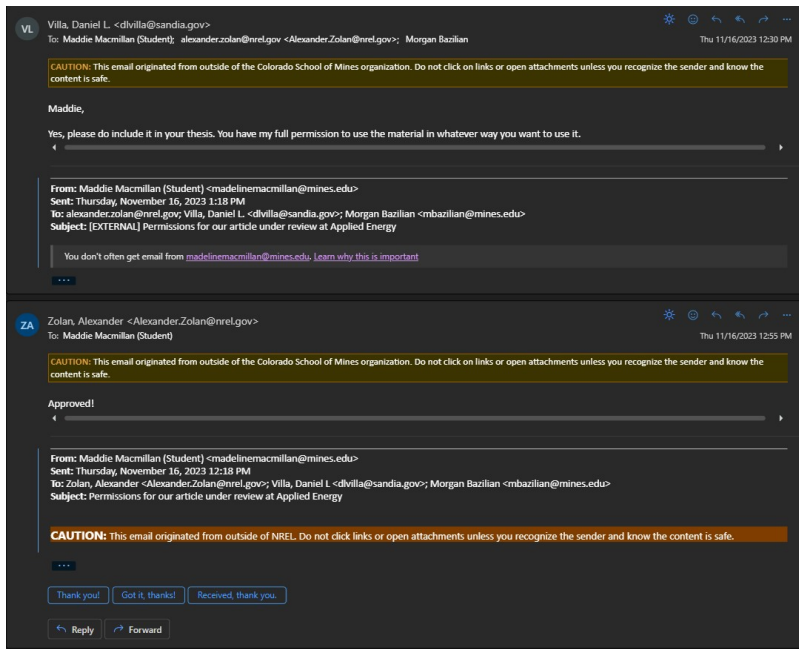 VL
Villa, Daniel L. <dlvilla@sandia.gov>
To: Maddie Macmillan (Student); alexander.zolan@nrel.gov <Alexander.Zolan@nrel.gov>; Morgan Bazilian
Thu 11/16/2023 12:30 PM
CAUTION: This email originated from outside of the Colorado School of Mines organization. Do not click on links or open attachments unless you recognize the sender and know the
content is safe.
Maddie,
Yes, please do include it in your thesis. You have my full permission to use the material in whatever way you want to use it.
From: Maddie Macmillan (Student) <madelinemacmillan@mines.edu>
Sent: Thursday, November 16, 2023 1:18 PM
To: alexander.zolan@nrel.gov; Villa, Daniel L. <dlvilla@sandia.gov>; Morgan Bazilian <mbazilian@mines.edu>
Subject: [EXTERNAL] Permissions for our article under review at Applied Energy
You don't often get email from madelinemacmillan@mines.edu. Learn why this is important
ZA
Zolan, Alexander <Alexander.Zolan@nrel.gov>
To: Maddie Macmillan (Student)
Thu 11/16/2023 12:55 PM
CAUTION: This email originated from outside of the Colorado School of Mines organization. Do not click on links or open attachments unless you recognize the sender and know the
content is safe.
Approved!
From: Maddie Macmillan (Student) <madelinemacmillan@mines.edu>
Sent: Thursday, November 16, 2023 12:18 PM
To: Zolan, Alexander <Alexander.Zolan@nrel.gov>; Villa, Daniel L <dlvilla@sandia.gov>; Morgan Bazilian <mbazilian@mines.edu>
Subject: Permissions for our article under review at Applied Energy
CAUTION: This email originated from outside of NREL. Do not click links or open attachments unless you recognize the sender and know the content is safe.
Thank you! Got it, thanks! Received, thank you.
Reply Forward